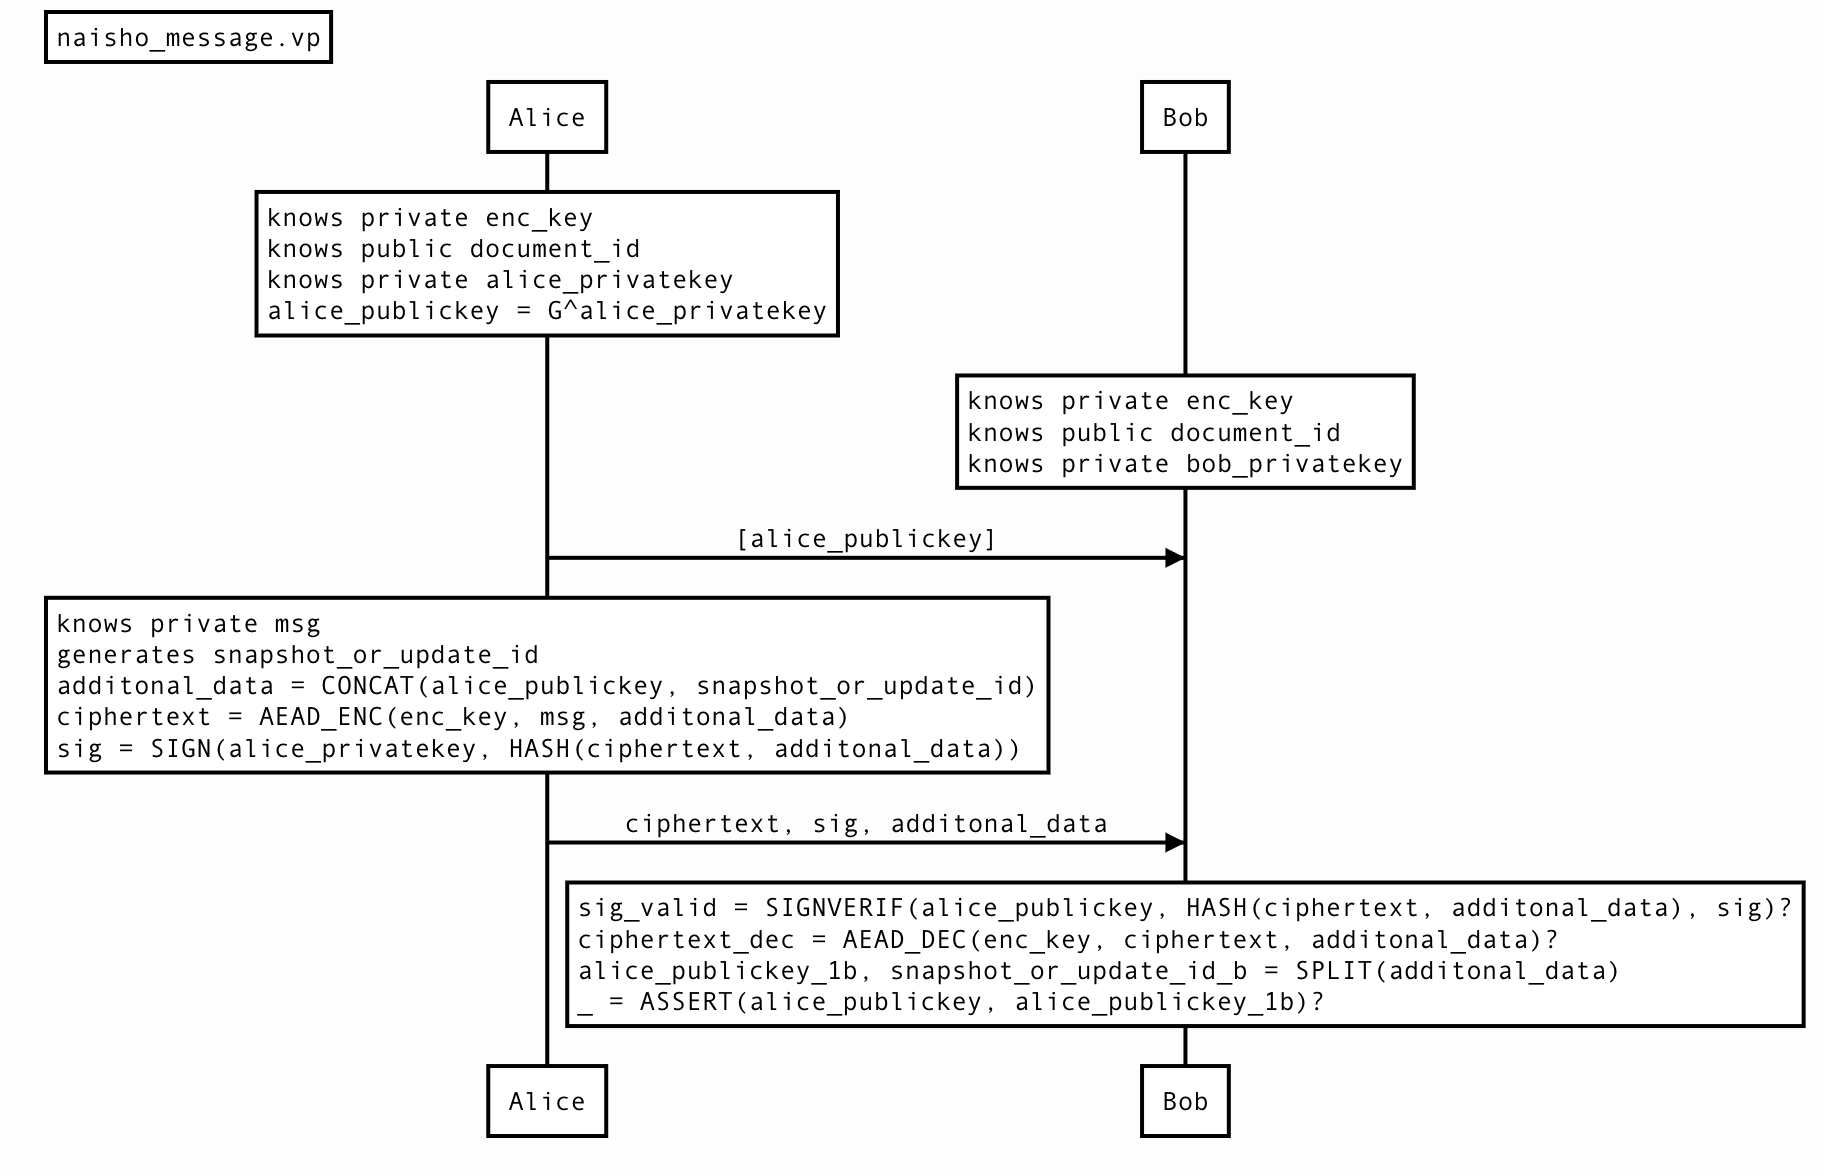 naisho_message.vp
Alice
Bob
knows private enc_key
knows public document_id
knows private alice_privatekey
alice_publickey = G^alice_privatekey
knows private enc_key
knows public document_id
knows private bob_privatekey
[alice_publickey]
knows private msg
generates snapshot_or_update_id
additonal_data = CONCAT(alice_publickey, snapshot_or_update_id)
ciphertext = AEAD_ENC(enc_key, msg, additonal_data)
sig = SIGN(alice_privatekey, HASH(ciphertext, additonal_data))
ciphertext, sig, additonal_data
sig_valid = SIGNVERIF(alice_publickey, HASH(ciphertext, additonal_data), sig)?
ciphertext_dec = AEAD_DEC(enc_key, ciphertext, additonal_data)?
alice_publickey_1b, snapshot_or_update_id_b = SPLIT(additonal_data)
_ = ASSERT(alice_publickey, alice_publickey_1b)?
Alice
Bob